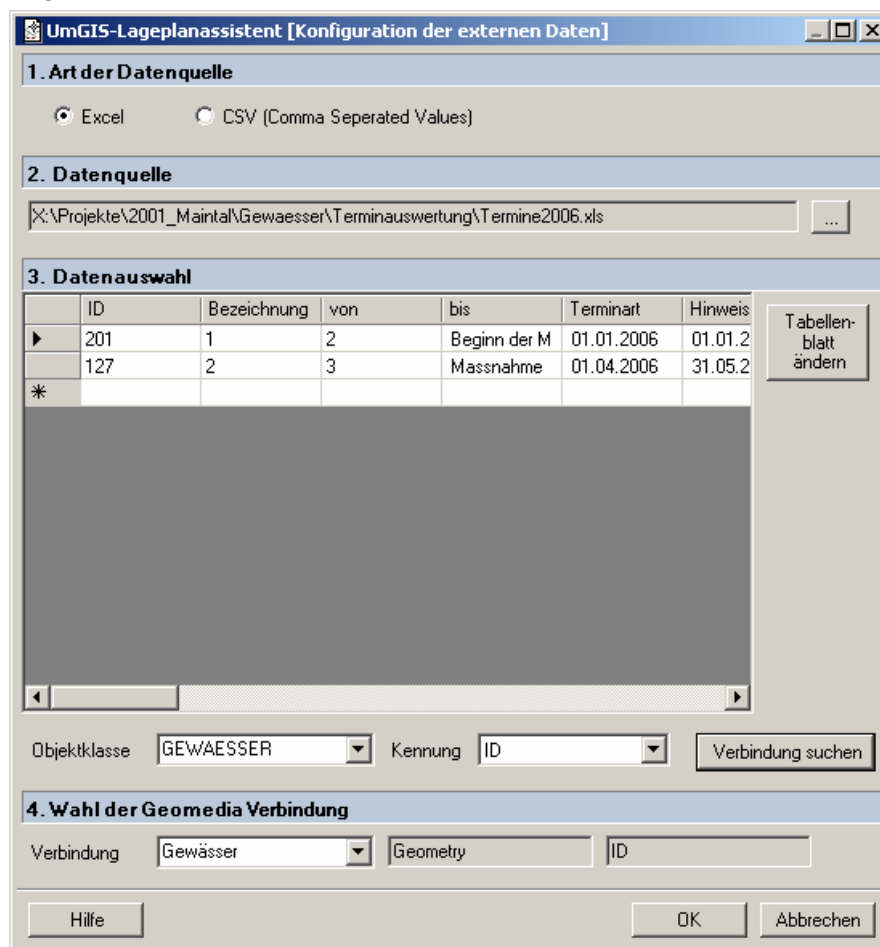 UmGIS-Lageplanassistent [Konfiguration der externen Daten]
1. Art der Datenquelle
Excel CSV (Comma Seperated Values)
2. Datenquelle
X:\Projekte\2001_Maintal\Gewaesser\Terminauswertung\Termine2006.xls ...
3. Datenauswahl
ID Bezeichnung von bis Terminart Hinweis
201 1 2 Beginn der M 01.01.2006 01.01.2
127 2 3 Massnahme 01.04.2006 31.05.2
Tabellen-
blatt
ändern
Objektklasse GEWAESSER Kennung ID Verbindung suchen
4. Wahl der Geomedia Verbindung
Verbindung Gewässer Geometry ID
Hilfe OK Abbrechen